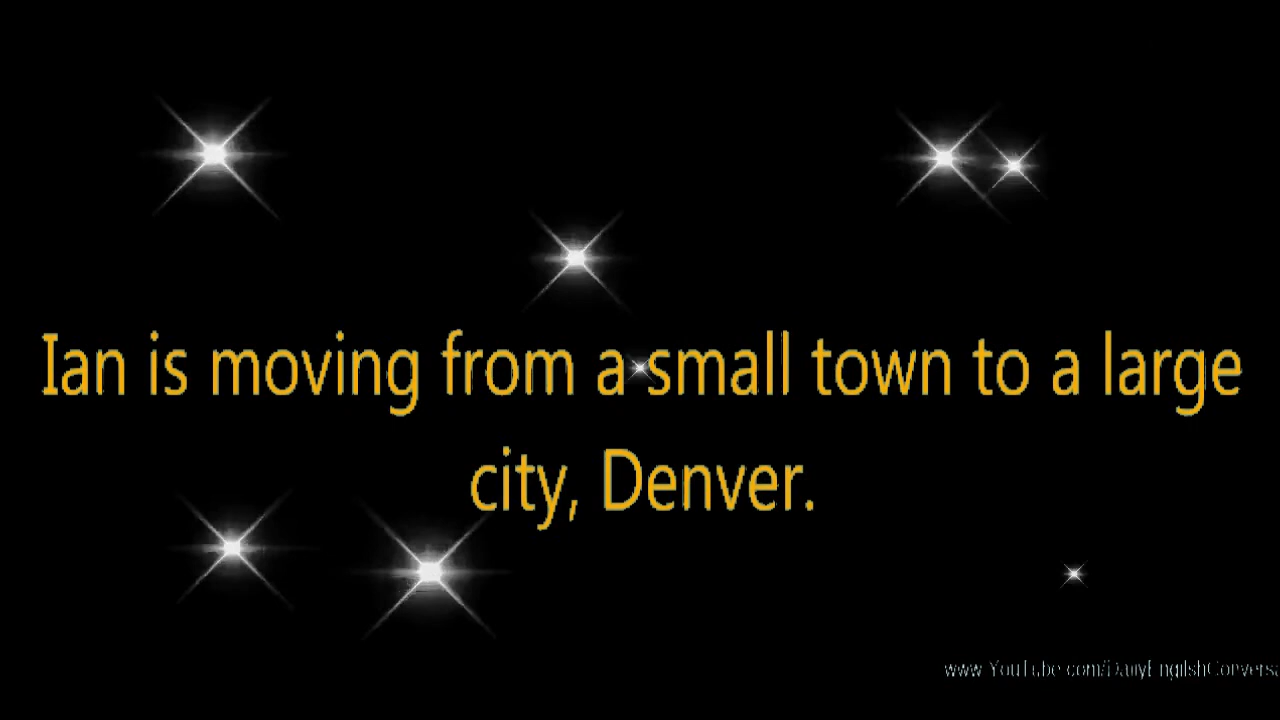 Ian is moving from a small town to a large
city, Denver.
www.YouTube.com/DailyEnglishConversa